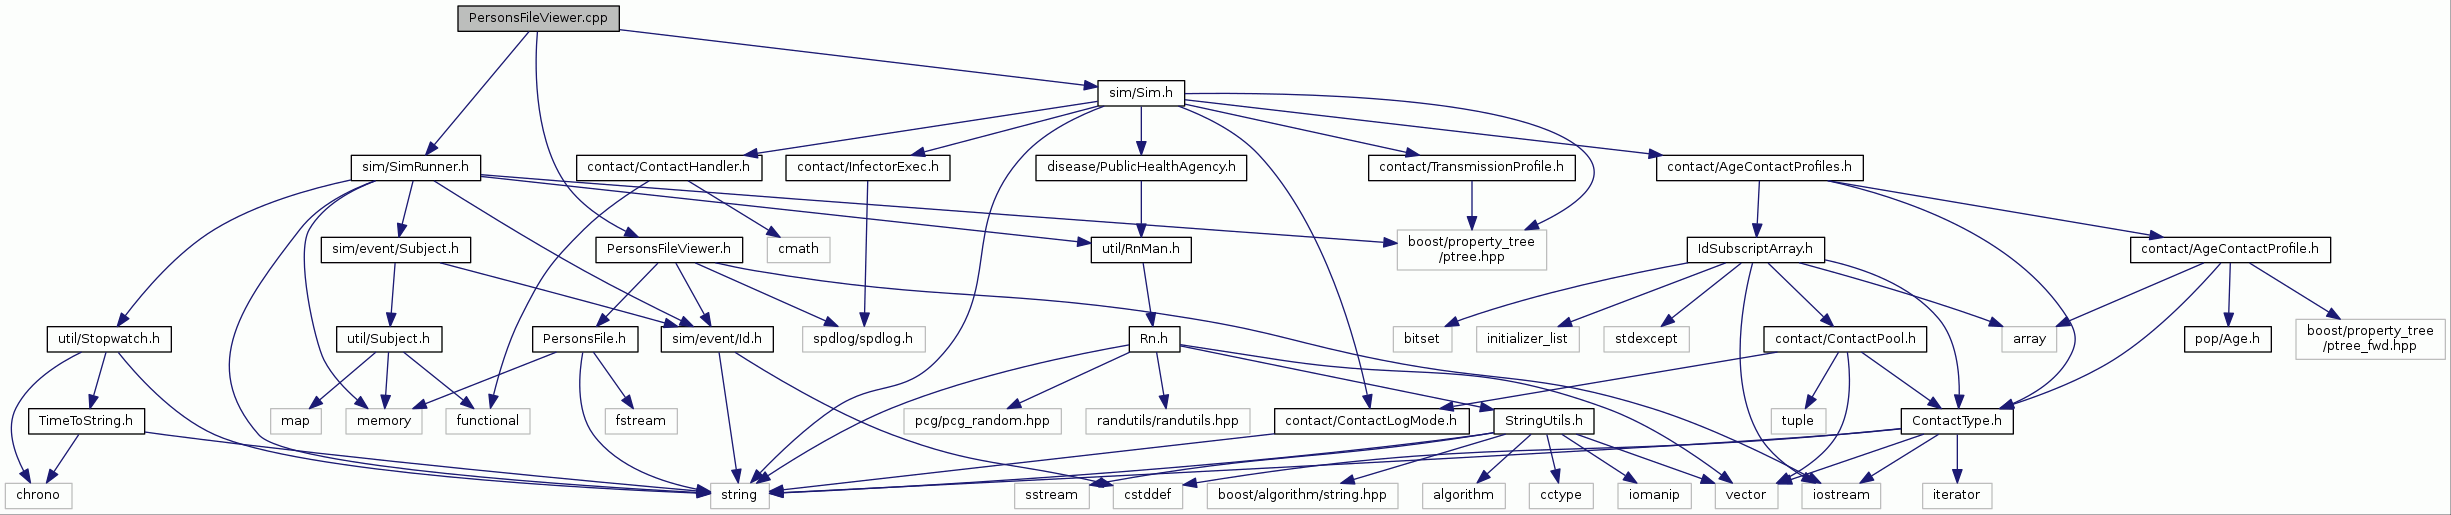 PersonsFileViewer.cpp
sim/Sim.h
sim/SimRunner.h
contact/ContactHandler.h
contact/InfectorExec.h
disease/PublicHealthAgency.h
contact/TransmissionProfile.h
contact/AgeContactProfiles.h
sim/event/Subject.h
PersonsFileViewer.h
cmath
util/RnMan.h
boost/property_tree
/ptree.hpp
IdSubscriptArray.h
contact/AgeContactProfile.h
util/Stopwatch.h
util/Subject.h
PersonsFile.h
sim/event/Id.h
spdlog/spdlog.h
Rn.h
bitset
initializer_list
stdexcept
contact/ContactPool.h
array
pop/Age.h
boost/property_tree
/ptree_fwd.hpp
TimeToString.h
map
memory
functional
fstream
pcg/pcg_random.hpp
randutils/randutils.hpp
contact/ContactLogMode.h
StringUtils.h
tuple
ContactType.h
chrono
string
sstream
cstddef
boost/algorithm/string.hpp
algorithm
cctype
iomanip
vector
iostream
iterator